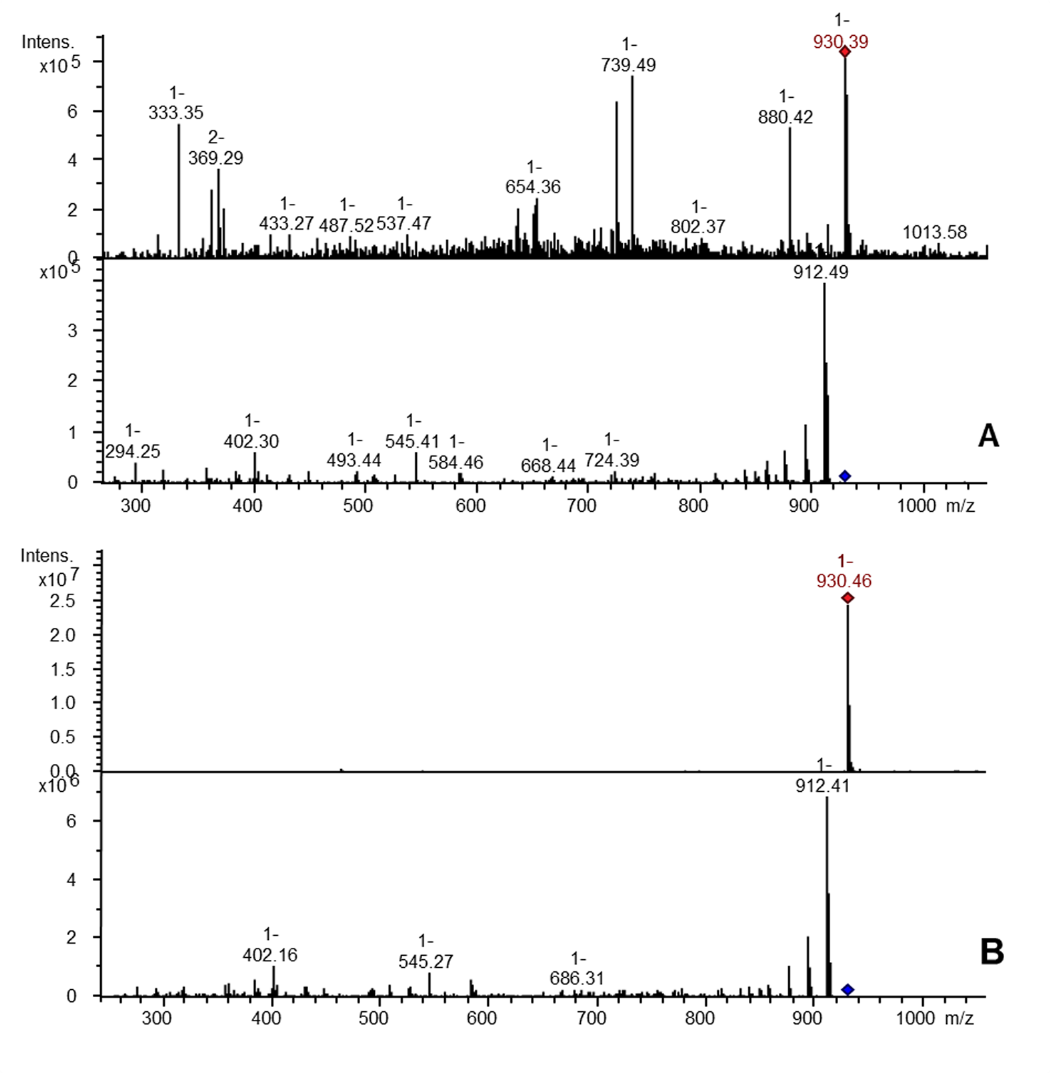 1-
Intens. 930.39
x10 5 1-
739.49
1-
333.35 1-
880.42
6
2-
369.29
4 1-
654.36
1- 1- 1- 1-
2 433.27 487.52 537.47 802.37 1013.58
0
x10 5 912.49
3
2
1- 1- A
1 294.25 402.30 1- 545.41 1- 1- 1-
493.44 584.46 668.44 724.39
0
300 400 500 600 700 800 900 1000 m/z
Intens. 1-
x10 7 930.46
2.5
2.0
1.5
1.0
0.5
0.0 1-
x10 6 912.41
6
4
2 1- 1- B
402.16 545.27 1-
686.31
0
300 400 500 600 700 800 900 1000 m/z